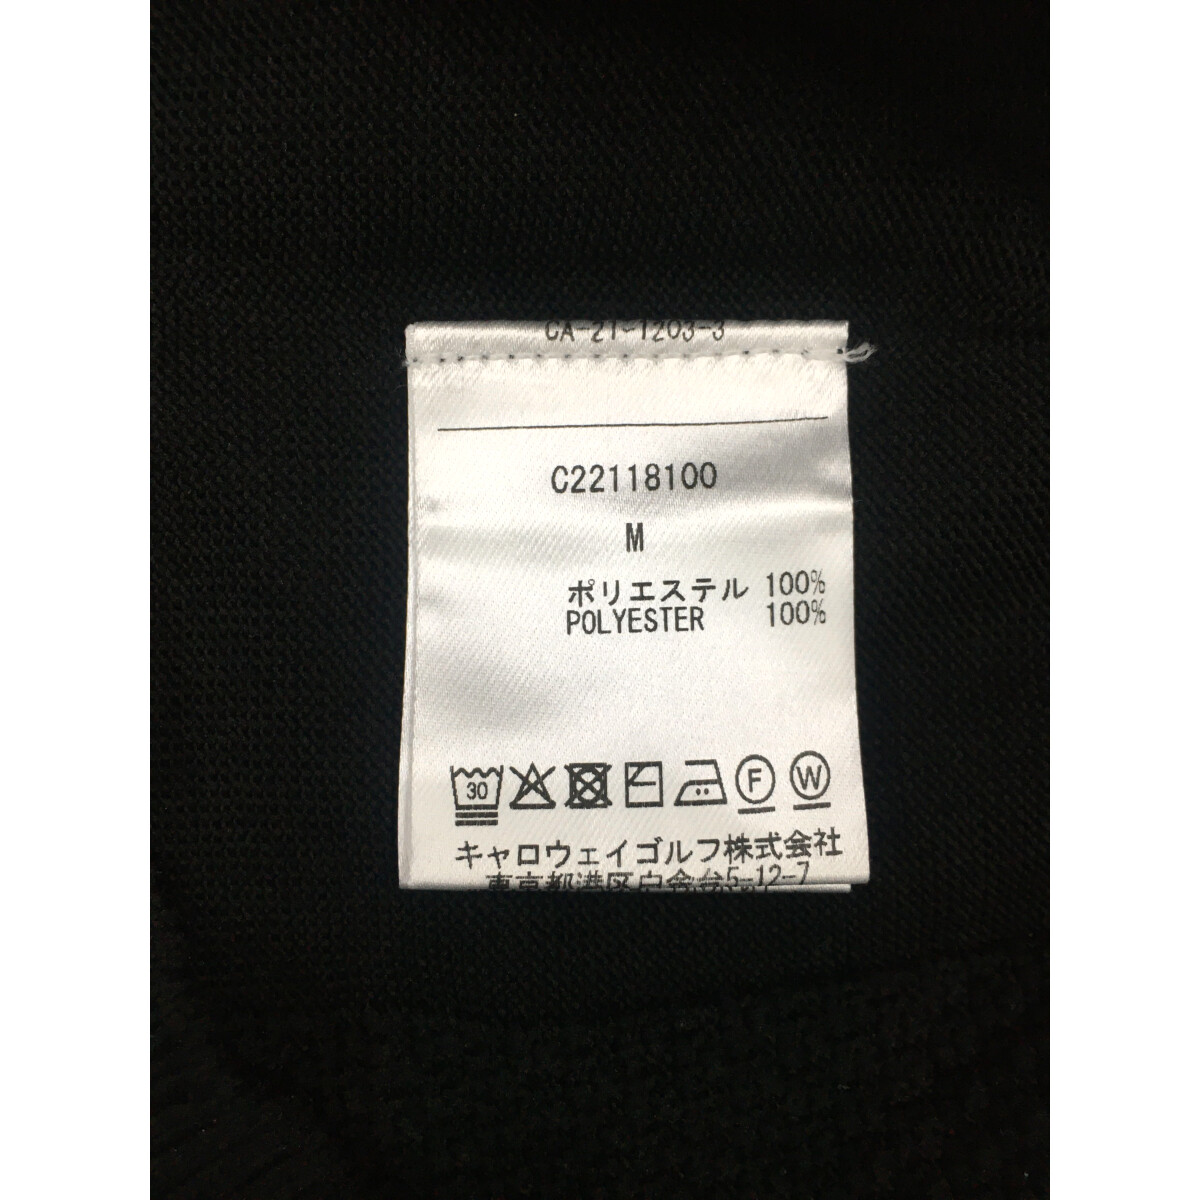 CA-21-1203-3
C22118100
M
ポリエステル 100%
POLYESTER 100%
30
F
W
キャロウェイゴルフ株式会社
東京都港区白金台5-12-7